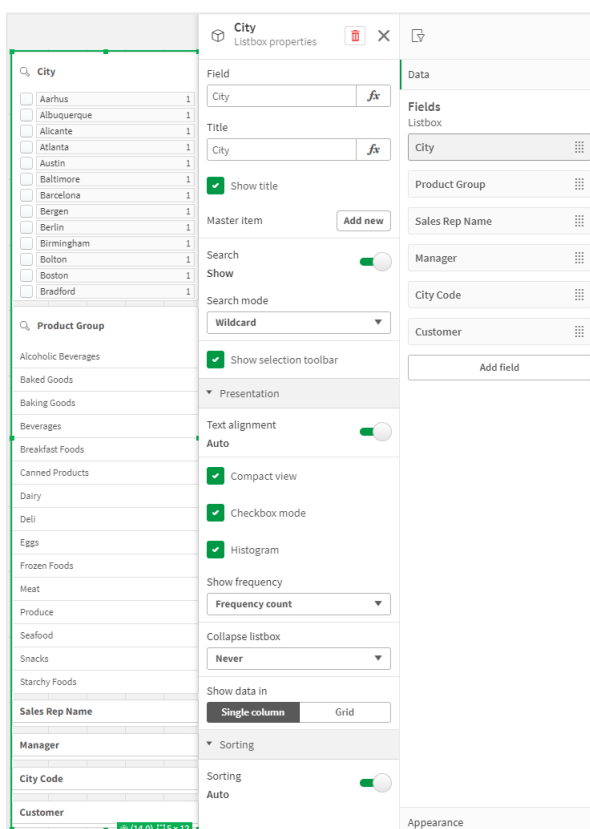 City
Aarhus 1
Albuquerque 1
Alicante 1
Atlanta 1
Austin 1
Baltimore 1
Barcelona 1
Bergen 1
Berlin 1
Birmingham 1
Bolton 1
Boston 1
Bradford 1
Product Group
Alcoholic Beverages
Baked Goods
Baking Goods
Beverages
Breakfast Foods
Canned Products
Dairy
Deli
Eggs
Frozen Foods
Meat
Produce
Seafood
Snacks
Starchy Foods
Sales Rep Name
Manager
City Code
Customer
(14,0) 5 x 12
City
Listbox properties
Field
City fx
Title
City fx
Show title
Master item Add new
Search
Show
Search mode
Wildcard
Show selection toolbar
Presentation
Text alignment
Auto
Compact view
Checkbox mode
Histogram
Show frequency
Frequency count
Collapse listbox
Never
Show data in
Single column Grid
Sorting
Sorting
Auto
Data
Fields
Listbox
City
Product Group
Sales Rep Name
Manager
City Code
Customer
Add field
Appearance